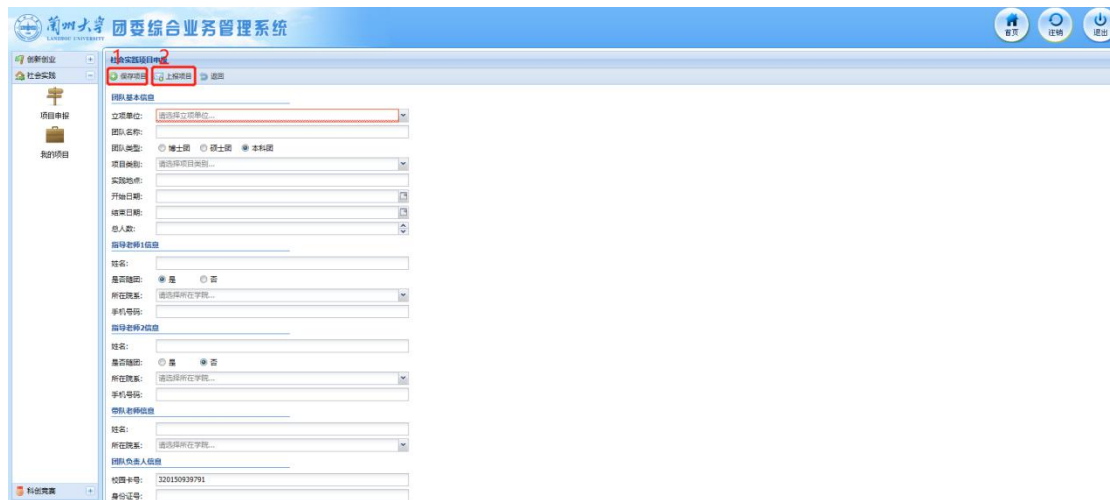 兰州大学 团委综合业务管理系统
LANZHOU UNIVERSITY
首页 注销 退出
创新创业
社会实践
项目申报
我的项目
科创竞赛
1 2
社会实践项目申报
保存项目 上报项目 返回
团队基本信息
立项单位: 请选择立项单位...
团队名称:
团队类型: 博士团 硕士团 本科团
项目类别: 请选择项目类别...
实践地点:
开始日期:
结束日期:
总人数:
指导老师1信息
姓名:
是否随团: 是 否
所在院系: 请选择所在学院...
手机号码:
指导老师2信息
姓名:
是否随团: 是 否
所在院系: 请选择所在学院...
手机号码:
带队老师信息
姓名:
所在院系: 请选择所在学院...
团队负责人信息
校园卡号: 320150939791
身份证号: